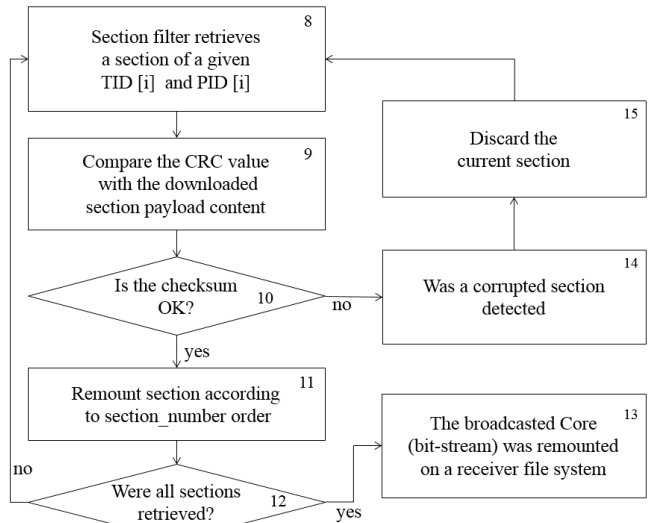 8
Section filter retrieves
a section of a given
TID [i] and PID [i]
9
Compare the CRC value
with the downloaded
section payload content
Is the checksum
OK?
10
no
yes
14
Was a corrupted section
detected
15
Discard the
current section
11
Remount section according
to section_number order
Were all sections
retrieved?
12
no
yes
13
The broadcasted Core
(bit-stream) was remounted
on a receiver file system